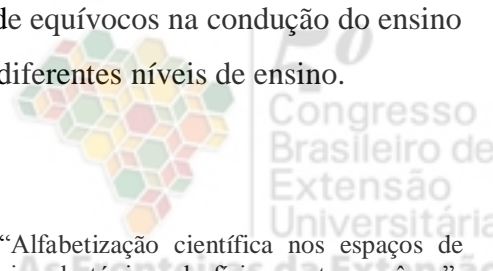 de equívocos na condução do ensino
diferentes níveis de ensino.
5º
Congresso
Brasileiro de
Extensão
Universitária
“Alfabetização científica nos espaços de